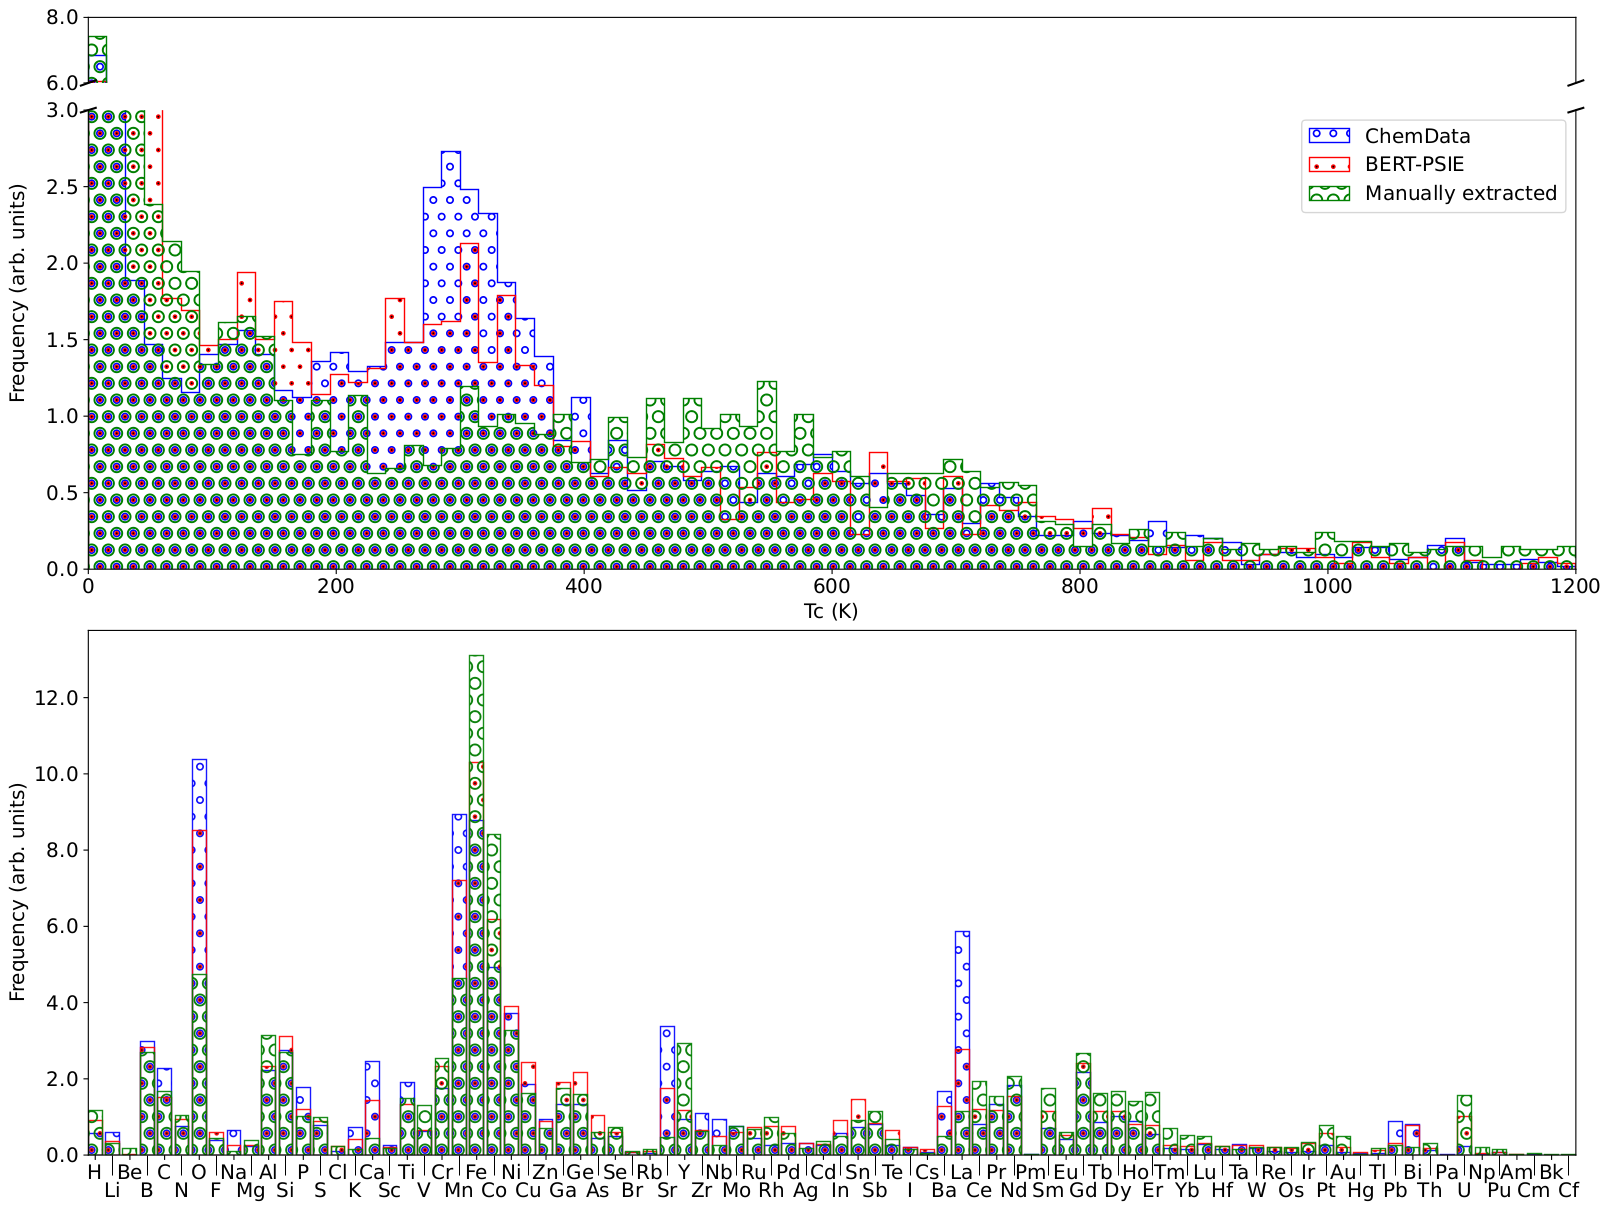 8.0
6.0
3.0
2.5
2.0
1.5
1.0
0.5
0.0
Frequency (arb. units)
ChemData
BERT-PSIE
Manually extracted
0 200 400 600 800 1000 1200
Tc (K)
12.0
10.0
8.0
6.0
4.0
2.0
0.0
Frequency (arb. units)
H Be C O Na Al P Cl Ca Ti Cr Fe Ni Zn Ge Se Rb Y Nb Ru Pd Cd Sn Te Cs La Pr Pm Eu Tb Ho Tm Lu Ta Re Ir Au Tl Bi Pa Np Am Bk
Li B N F Mg Si S K Sc V Mn Co Cu Ga As Br Sr Zr Mo Rh Ag In Sb I Ba Ce Nd Sm Gd Dy Er Yb Hf W Os Pt Hg Pb Th U Pu Cm Cf